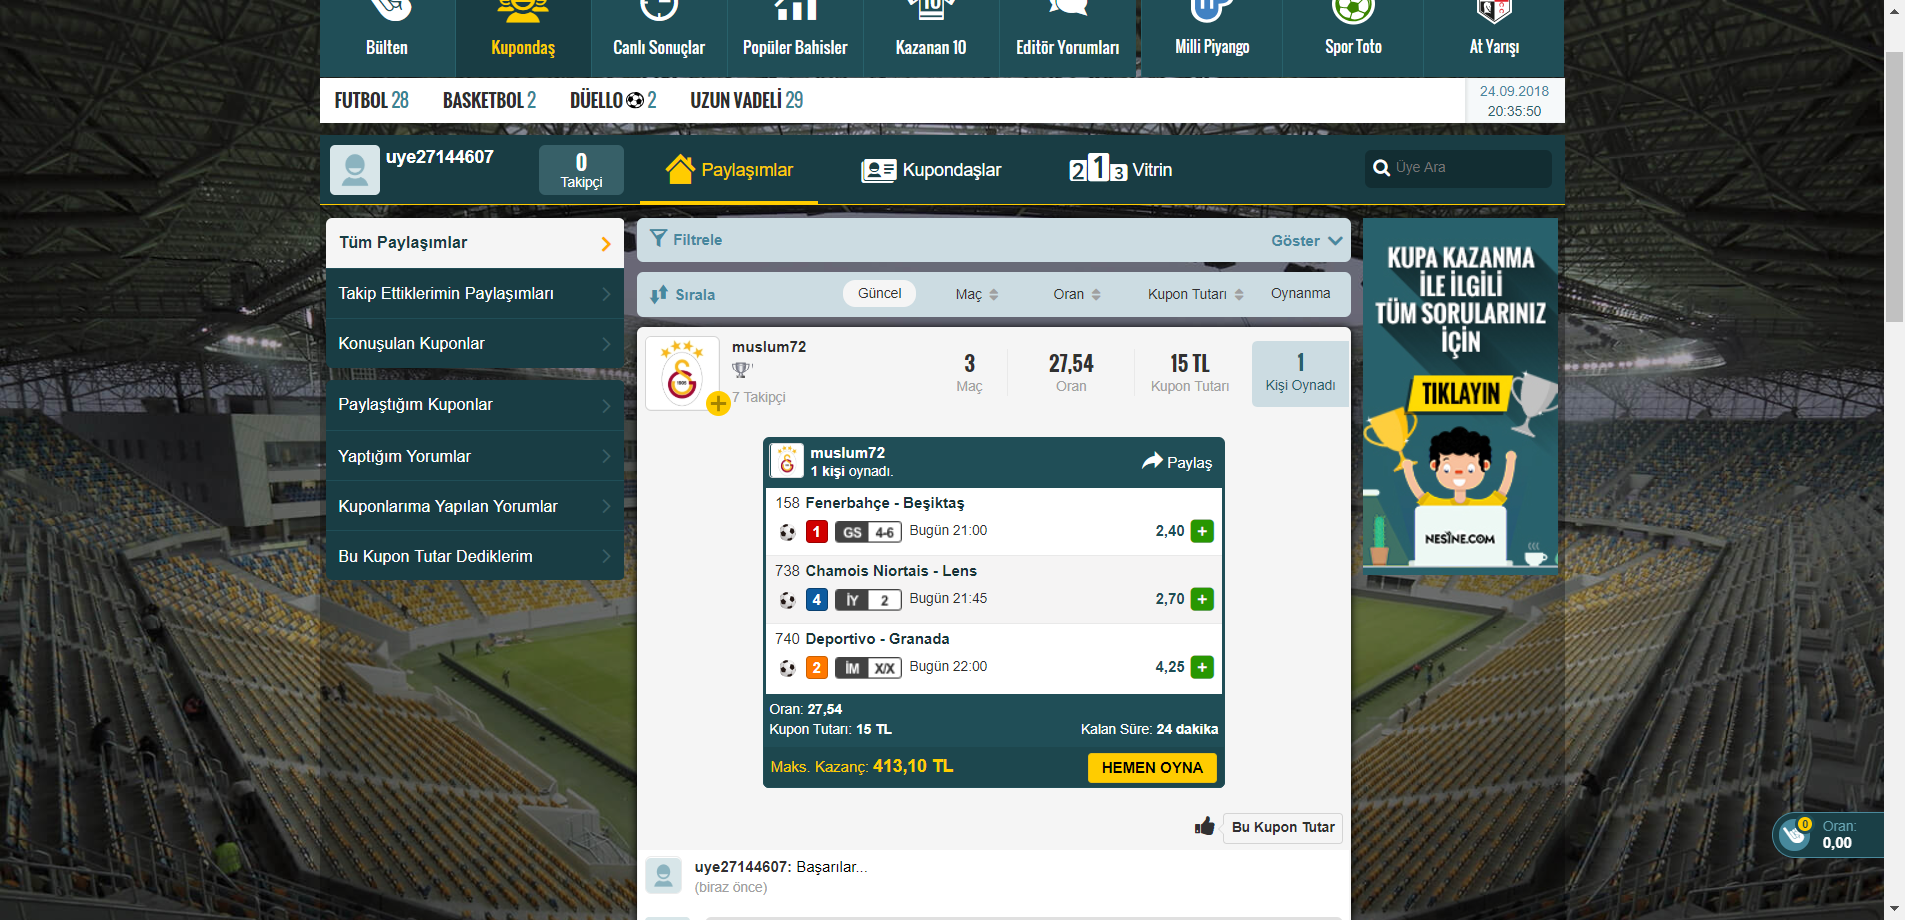 Bülten
Kupondaş
Canlı Sonuçlar
Popüler Bahisler
Kazanan 10
Editör Yorumları
Milli Piyango
Spor Toto
At Yarışı
FUTBOL 28
BASKETBOL 2
DÜELLO 2
UZUN VADELİ 29
24.09.2018
20:35:50
uye27144607
0
Takipçi
Paylaşımlar
Kupondaşlar
2 1 3 Vitrin
Üye Ara
Tüm Paylaşımlar
Takip Ettiklerimin Paylaşımları
Konuşulan Kuponlar
Paylaştığım Kuponlar
Yaptığım Yorumlar
Kuponlarıma Yapılan Yorumlar
Bu Kupon Tutar Dediklerim
Filtrele
Göster
Sırala
Güncel
Maç
Oran
Kupon Tutarı
Oynanma
muslum72
7 Takipçi
3
Maç
27,54
Oran
15 TL
Kupon Tutarı
1
Kişi Oynadı
muslum72
1 kişi oynadı.
Paylaş
158 Fenerbahçe - Beşiktaş
1 GS 4-6 Bugün 21:00 2,40 +
738 Chamois Niortais - Lens
4 İY 2 Bugün 21:45 2,70 +
740 Deportivo - Granada
2 İM X/X Bugün 22:00 4,25 +
Oran: 27,54
Kupon Tutarı: 15 TL
Kalan Süre: 24 dakika
Maks. Kazanç: 413,10 TL
HEMEN OYNA
Bu Kupon Tutar
uye27144607: Başarılar...
(biraz önce)
KUPA KAZANMA
İLE İLGİLİ
TÜM SORULARINIZ
İÇİN
TIKLAYIN
NESİNE.COM
0
Oran:
0,00